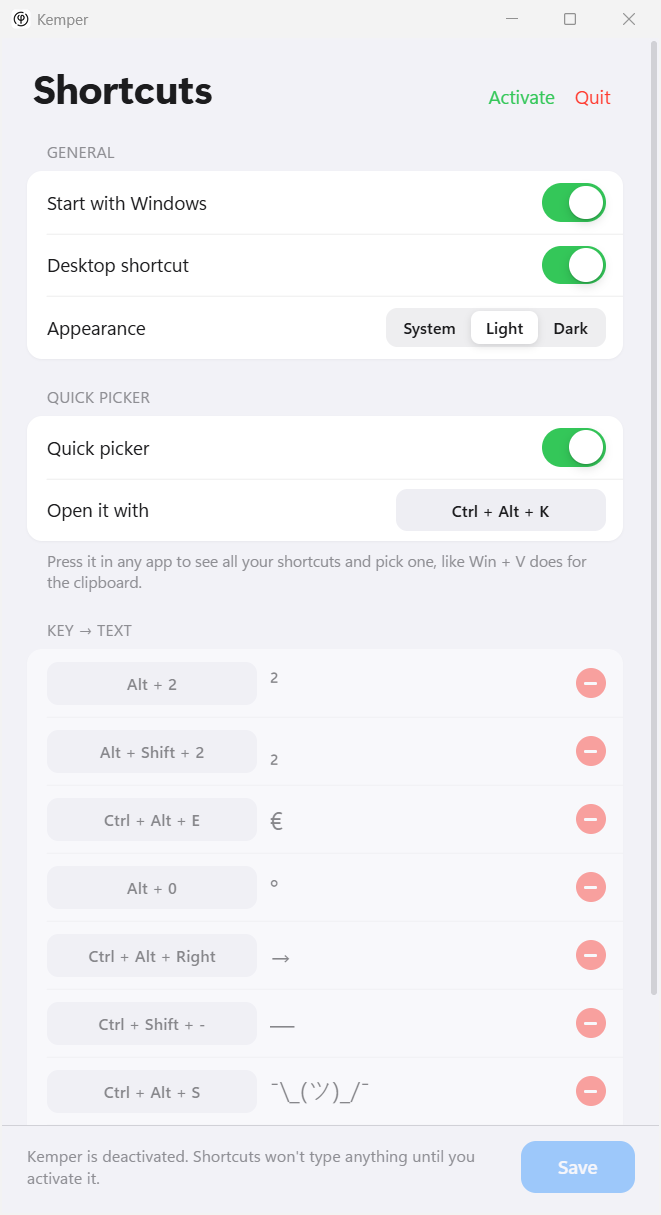 Kemper
Shortcuts
Activate Quit
GENERAL
Start with Windows
Desktop shortcut
Appearance System Light Dark
QUICK PICKER
Quick picker
Open it with Ctrl + Alt + K
Press it in any app to see all your shortcuts and pick one, like Win + V does for
the clipboard.
KEY → TEXT
Alt + 2 ²
Alt + Shift + 2 ₂
Ctrl + Alt + E €
Alt + 0 °
Ctrl + Alt + Right →
Ctrl + Shift + - —
Ctrl + Alt + S ¯\_(ツ)_/¯
Kemper is deactivated. Shortcuts won't type anything until you
activate it.
Save